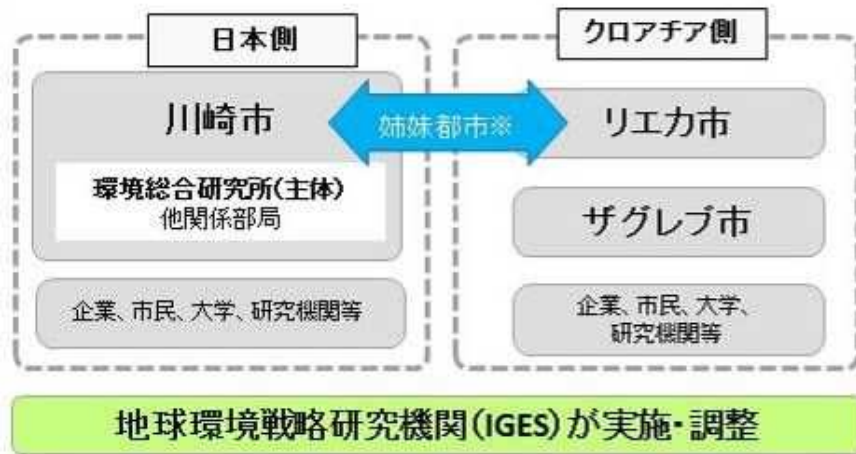 日本側
川崎市
環境総合研究所(主体)
他関係部局
企業、市民、大学、研究機関等
姉妹都市※
クロアチア側
リエカ市
ザグレブ市
企業、市民、大学、
研究機関等
地球環境戦略研究機関(IGES)が実施・調整